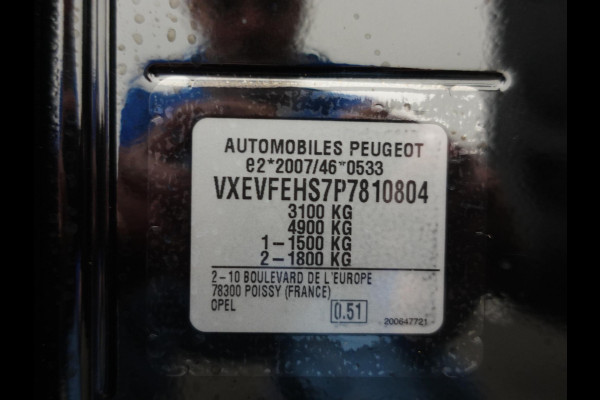 AUTOMOBILES PEUGEOT
e2*2007/46*0533
VXEVFEHS7P7810804
3100 KG
4900 KG
1-1500 KG
2-1800 KG
2-10 BOULEVARD DE L'EUROPE
78300 POISSY (FRANCE)
OPEL
0.51
200647721